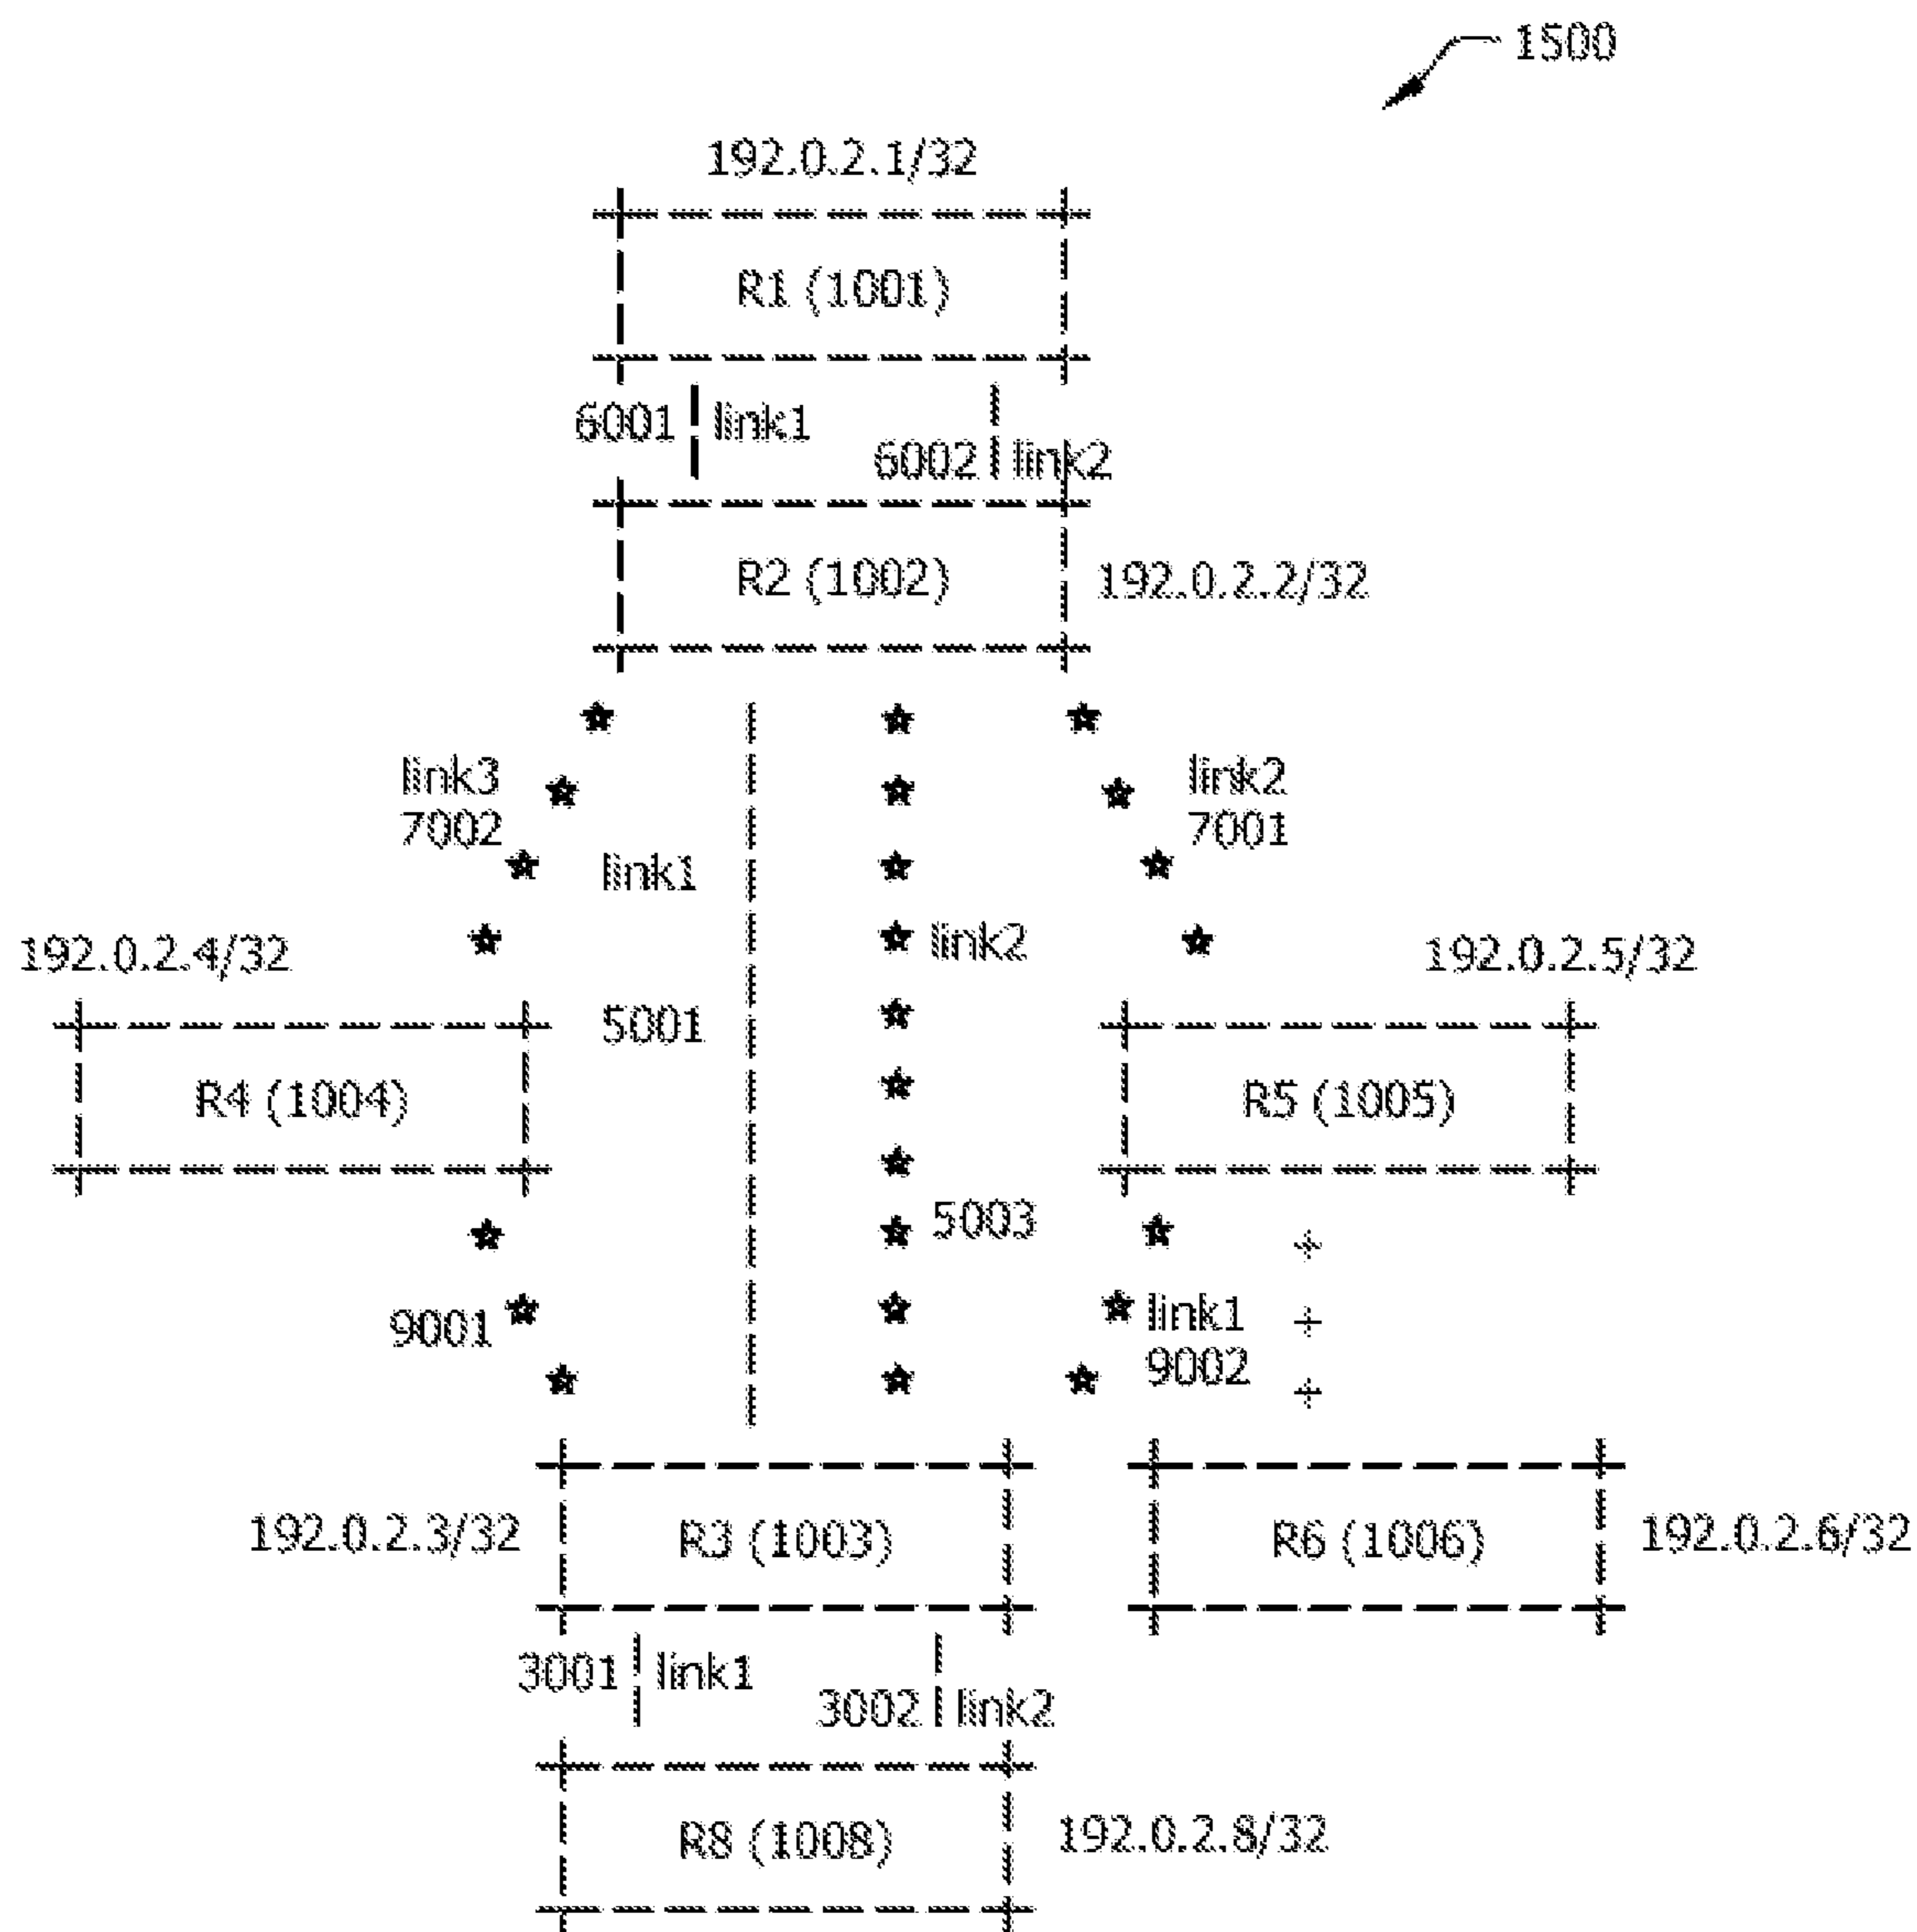 1500
192.0.2.1/32
R1 (1001)
6001 link1
6002 link2
R2 (1002) 192.0.2.2/32
link3
7002
link2
7001
link1
link2
192.0.2.4/32
192.0.2.5/32
5001
R4 (1004)
R5 (1005)
5003
9001
link1
9002
192.0.2.3/32 R3 (1003)
R6 (1006) 192.0.2.6/32
3001 link1
3002 link2
R8 (1008) 192.0.2.8/32